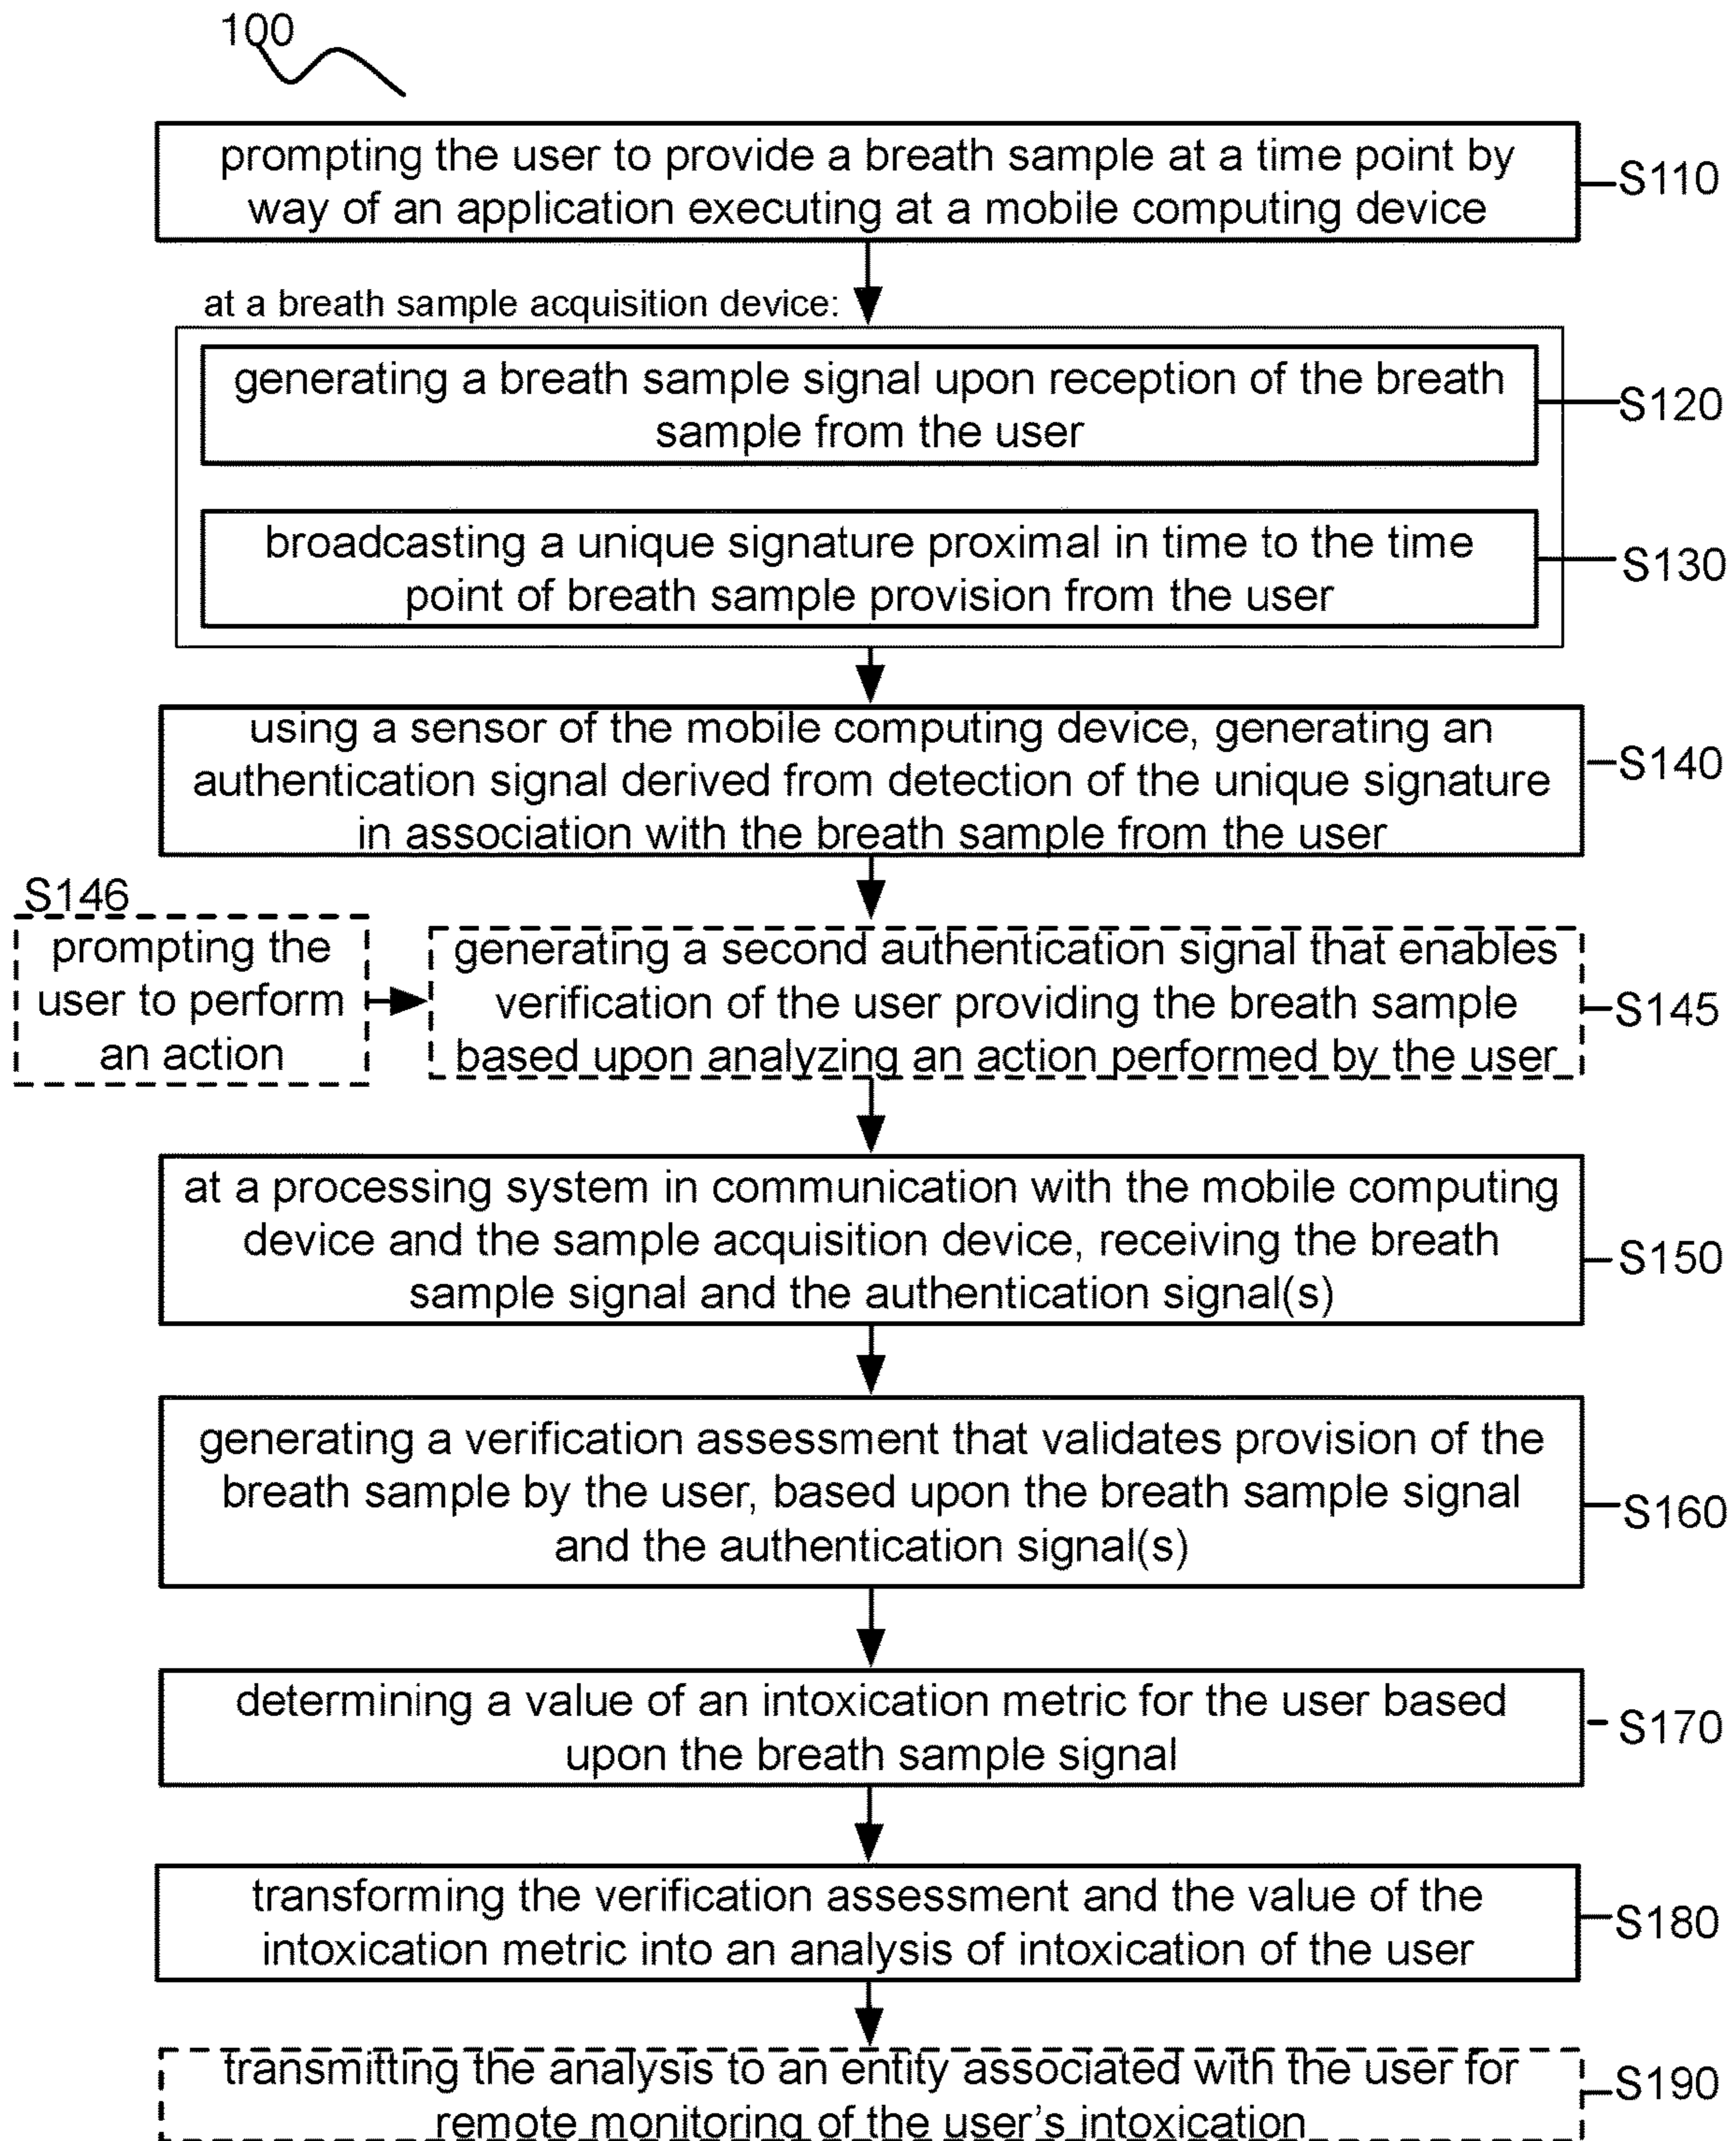 100
prompting the user to provide a breath sample at a time point by
way of an application executing at a mobile computing device
S110
at a breath sample acquisition device:
generating a breath sample signal upon reception of the breath
sample from the user
S120
broadcasting a unique signature proximal in time to the time
point of breath sample provision from the user
S130
using a sensor of the mobile computing device, generating an
authentication signal derived from detection of the unique signature
in association with the breath sample from the user
S140
S146
prompting the
user to perform
an action
generating a second authentication signal that enables
verification of the user providing the breath sample
based upon analyzing an action performed by the user
S145
at a processing system in communication with the mobile computing
device and the sample acquisition device, receiving the breath
sample signal and the authentication signal(s)
S150
generating a verification assessment that validates provision of the
breath sample by the user, based upon the breath sample signal
and the authentication signal(s)
S160
determining a value of an intoxication metric for the user based
upon the breath sample signal
S170
transforming the verification assessment and the value of the
intoxication metric into an analysis of intoxication of the user
S180
transmitting the analysis to an entity associated with the user for
remote monitoring of the user's intoxication
S190